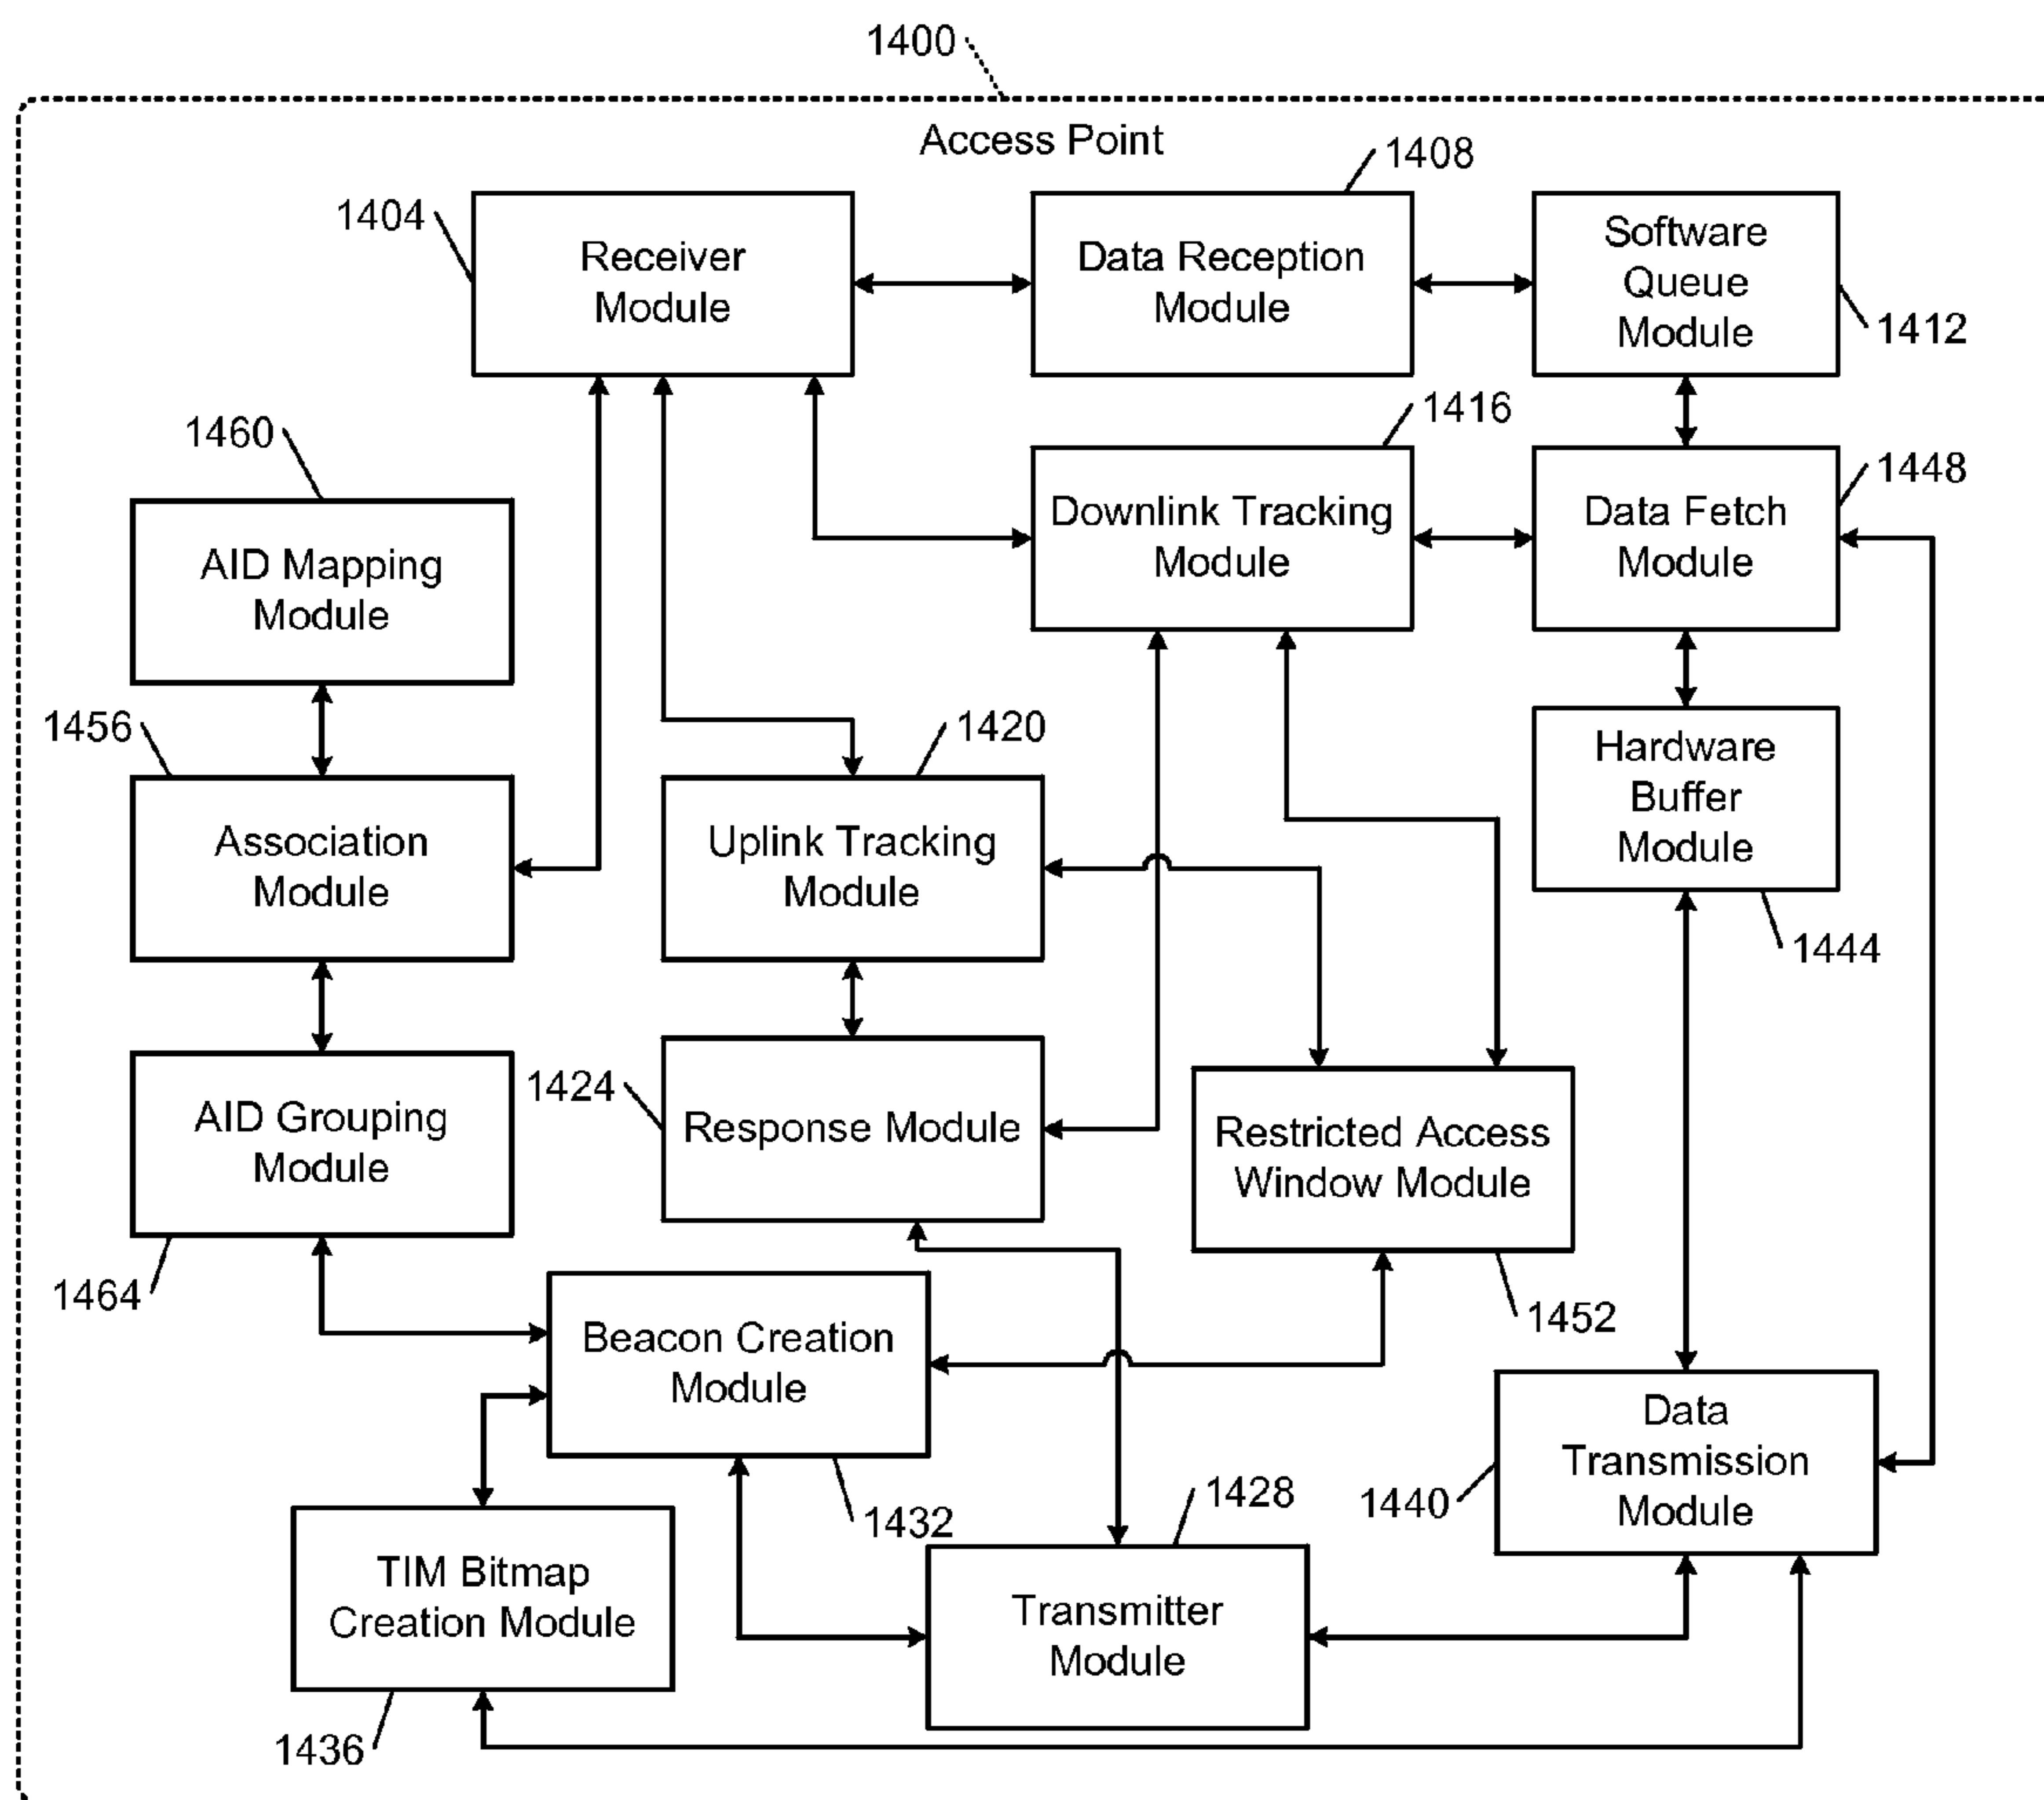 1400
Access Point
1404
Receiver
Module
1408
Data Reception
Module
Software
Queue
Module
1412
1460
AID Mapping
Module
1416
Downlink Tracking
Module
1448
Data Fetch
Module
1456
Association
Module
1420
Uplink Tracking
Module
Hardware
Buffer
Module
1444
AID Grouping
Module
1464
1424
Response Module
Restricted Access
Window Module
1452
Beacon Creation
Module
1432
1428
Transmitter
Module
1440
Data
Transmission
Module
TIM Bitmap
Creation Module
1436